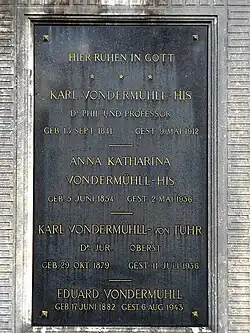 HIER RUHEN IN GOTT
KARL VONDERMÜHLL-HIS
DR PHIL. UND PROFESSOR
GEB. 13. SEPT. 1841 GEST. 9. MAI 1912
ANNA KATHARINA
VONDERMÜHLL-HIS
GEB. 5. JUNI 1854 GEST. 2. MAI 1936
KARL VONDERMÜHLL-VON TUHR
DR JUR. OBERST
GEB. 29. OKT. 1879 GEST. 11. JULI 1936
EDUARD VONDERMÜHLL
GEB. 17. JUNI 1882 GEST. 6. AUG. 1943